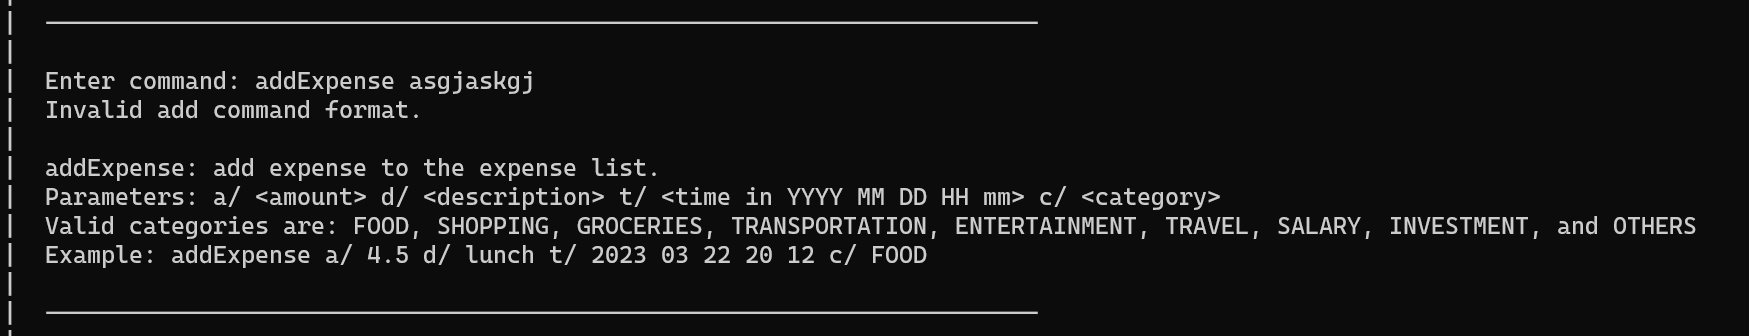 Enter command: addExpense asgjaskgj
Invalid add command format.
addExpense: add expense to the expense list.
Parameters: a/ <amount> d/ <description> t/ <time in YYYY MM DD HH mm> c/ <category>
Valid categories are: FOOD, SHOPPING, GROCERIES, TRANSPORTATION, ENTERTAINMENT, TRAVEL, SALARY, INVESTMENT, and OTHERS
Example: addExpense a/ 4.5 d/ lunch t/ 2023 03 22 20 12 c/ FOOD